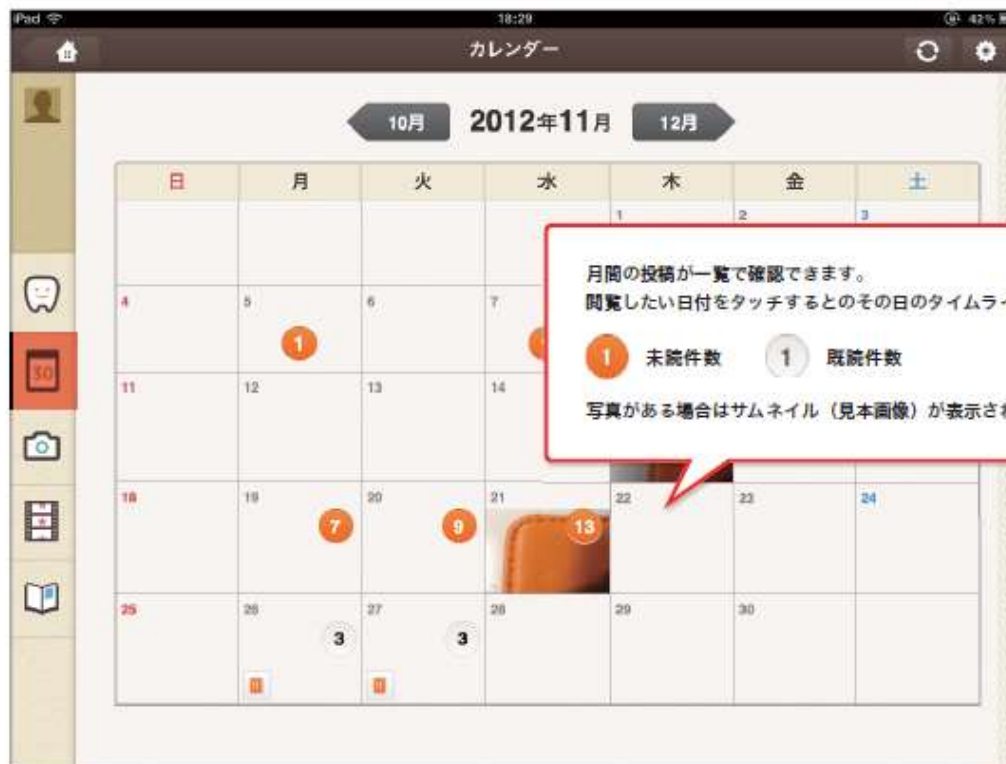 iPad 18:29 42%
カレンダー
10月 2012年11月 12月
日 月 火 水 木 金 土
1 2 3
月間の投稿が一覧で確認できます。
閲覧したい日付をタッチするとのその日のタイムラ
1 未読件数 1 既読件数
写真がある場合はサムネイル（見本画像）が表示さ
4 5 6 7
1
30
11 12 13 14
18 19 20 21 22 23 24
7 9 13
25 26 27 28 29 30
3 3